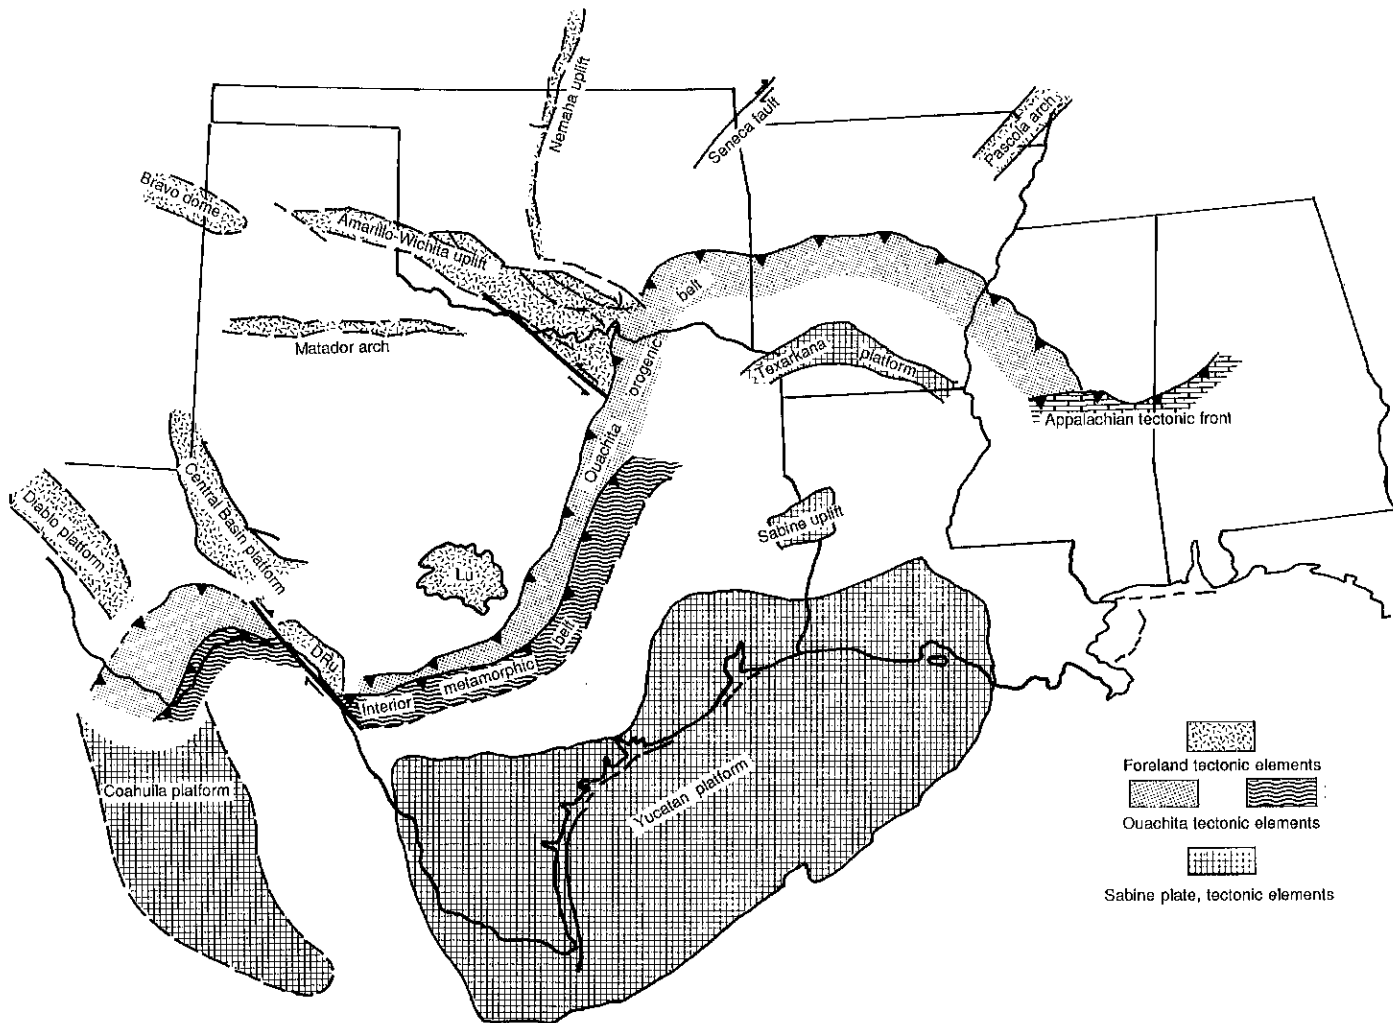 Nemaha uplift
Seneca fault
Pascola arch
Bravo dome
Amarillo-Wichita uplift
belt
Matador arch
orogenic
Texarkana platform
Appalachian tectonic front
Ouachita
Central Basin platform
Diablo platform
Sabine uplift
LU
DRu
belt
metamorphic
Interior
Coahuila platform
Yucatan platform
Foreland tectonic elements
Ouachita tectonic elements
Sabine plate, tectonic elements